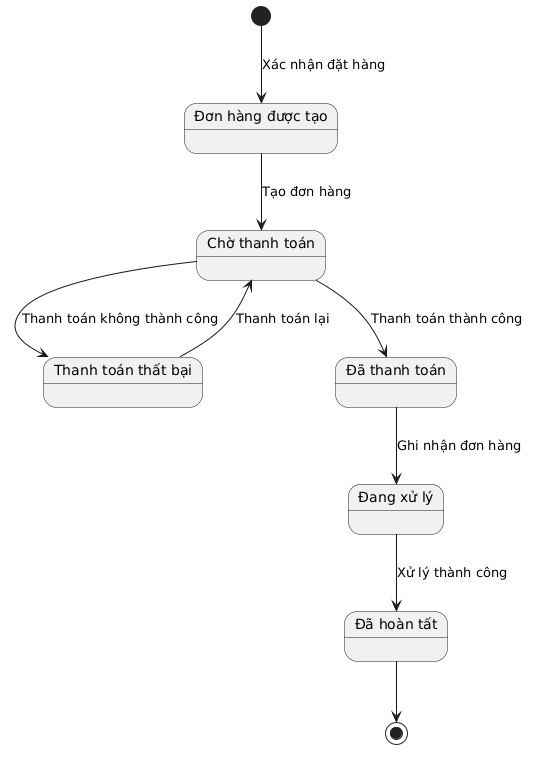 Xác nhận đặt hàng
Đơn hàng được tạo
Tạo đơn hàng
Chờ thanh toán
Thanh toán không thành công
Thanh toán lại
Thanh toán thành công
Thanh toán thất bại
Đã thanh toán
Ghi nhận đơn hàng
Đang xử lý
Xử lý thành công
Đã hoàn tất